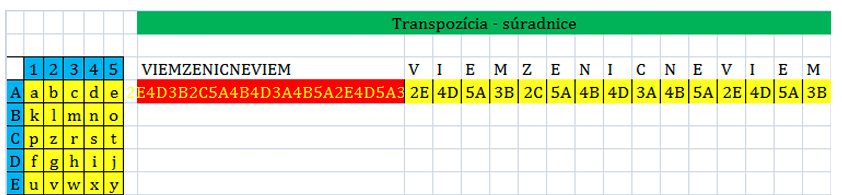 Transpozícia - súradnice
1 2 3 4 5 VIEMZENICNEVIEM V I E M Z E N I C N E V I E M
A a b c d e 2E4D3B2C5A4B4D3A4B5A2E4D5A3 2E 4D 5A 3B 2C 5A 4B 4D 3A 4B 5A 2E 4D 5A 3B
B k l m n o
C p z r s t
D f g h i j
E u v w x y